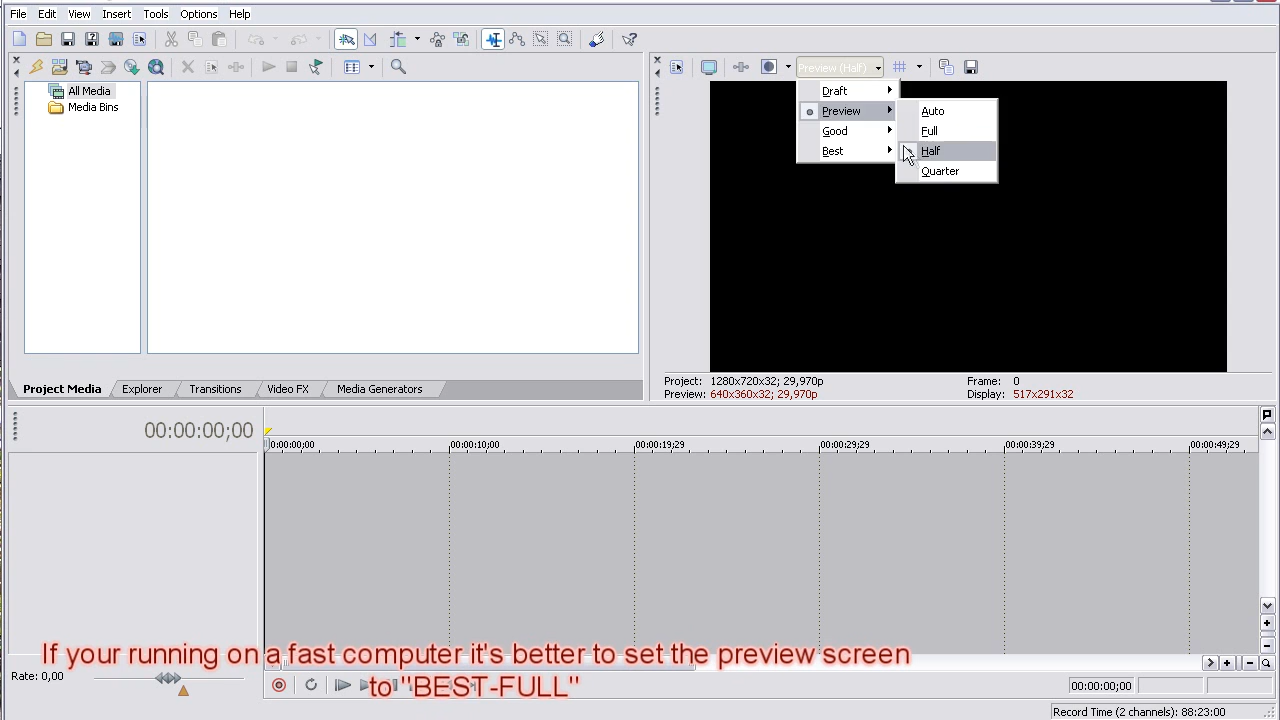 File Edit View Insert Tools Options Help
Preview (Half)
All Media
Media Bins
Draft
Preview
Good
Best
Auto
Full
Half
Quarter
Project Media Explorer Transitions Video FX Media Generators
Project: 1280x720x32; 29,970p Frame: 0
Preview: 640x360x32; 29,970p Display: 517x291x32
00:00:00;00
0:00:00;00 00:00:10;00 00:00:19;29 00:00:29;29 00:00:39;29 00:00:49;29
If your running on a fast computer it's better to set the preview screen
to "BEST-FULL"
Rate: 0,00
00:00:00;00
Record Time (2 channels): 88:23:00